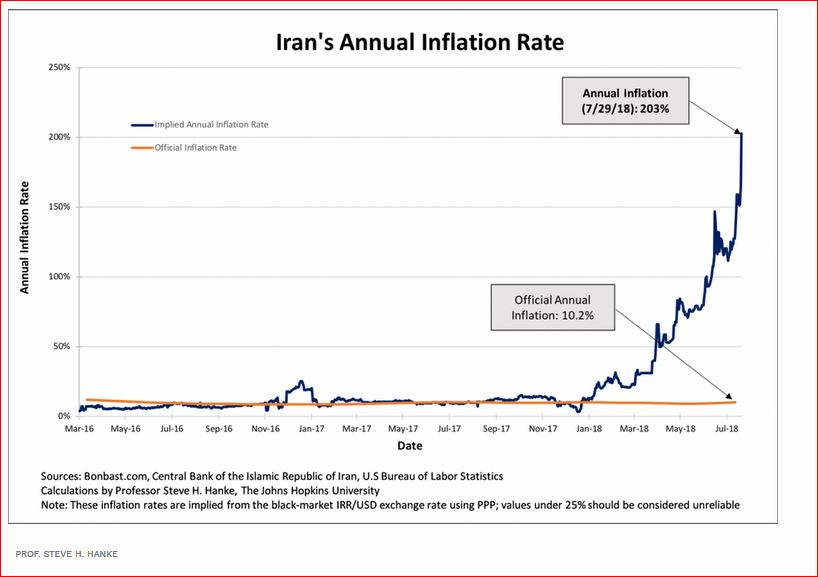 Iran's Annual Inflation Rate
250%
200%
150%
100%
50%
0%
Annual Inflation Rate
Implied Annual Inflation Rate
Official Inflation Rate
Annual Inflation
(7/29/18): 203%
Official Annual
Inflation: 10.2%
Mar-16 May-16 Jul-16 Sep-16 Nov-16 Jan-17 Mar-17 May-17 Jul-17 Sep-17 Nov-17 Jan-18 Mar-18 May-18 Jul-18
Date
Sources: Bonbast.com, Central Bank of the Islamic Republic of Iran, U.S Bureau of Labor Statistics
Calculations by Professor Steve H. Hanke, The Johns Hopkins University
Note: These inflation rates are implied from the black-market IRR/USD exchange rate using PPP; values under 25% should be considered unreliable
PROF. STEVE H. HANKE